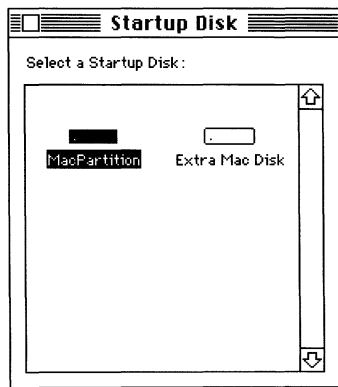 Startup Disk
Select a Startup Disk:
MacPartition Extra Mac Disk